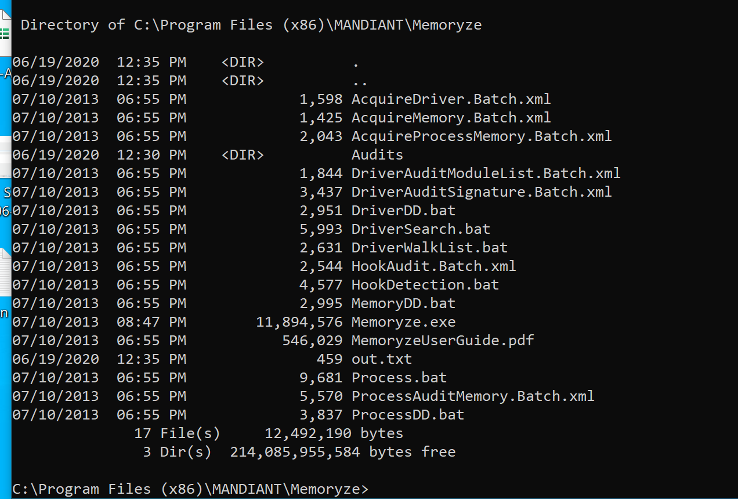 Directory of C:\Program Files (x86)\MANDIANT\Memoryze
06/19/2020  12:35 PM    <DIR>          .
06/19/2020  12:35 PM    <DIR>          ..
07/10/2013  06:55 PM             1,598 AcquireDriver.Batch.xml
07/10/2013  06:55 PM             1,425 AcquireMemory.Batch.xml
07/10/2013  06:55 PM             2,043 AcquireProcessMemory.Batch.xml
06/19/2020  12:30 PM    <DIR>          Audits
07/10/2013  06:55 PM             1,844 DriverAuditModuleList.Batch.xml
07/10/2013  06:55 PM             3,437 DriverAuditSignature.Batch.xml
07/10/2013  06:55 PM             2,951 DriverDD.bat
07/10/2013  06:55 PM             5,993 DriverSearch.bat
07/10/2013  06:55 PM             2,631 DriverWalkList.bat
07/10/2013  06:55 PM             2,544 HookAudit.Batch.xml
07/10/2013  06:55 PM             4,577 HookDetection.bat
07/10/2013  06:55 PM             2,995 MemoryDD.bat
07/10/2013  08:47 PM        11,894,576 Memoryze.exe
07/10/2013  06:55 PM           546,029 MemoryzeUserGuide.pdf
06/19/2020  12:35 PM               459 out.txt
07/10/2013  06:55 PM             9,681 Process.bat
07/10/2013  06:55 PM             5,570 ProcessAuditMemory.Batch.xml
07/10/2013  06:55 PM             3,837 ProcessDD.bat
17 File(s)     12,492,190 bytes
3 Dir(s)  214,085,955,584 bytes free
C:\Program Files (x86)\MANDIANT\Memoryze>